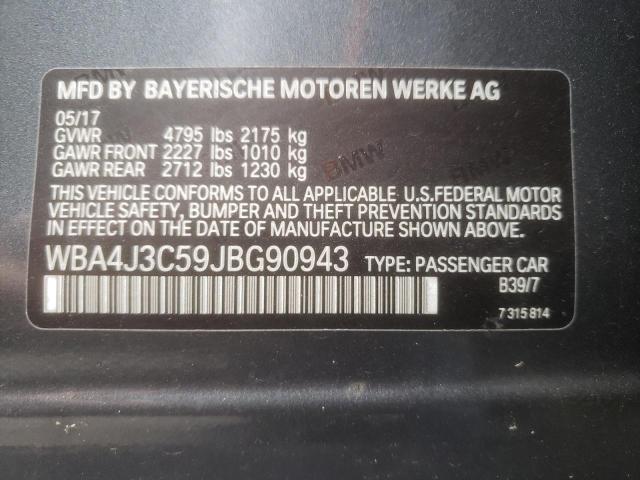 MFD BY BAYERISCHE MOTOREN WERKE AG
05/17
GVWR 4795 lbs 2175 kg
GAWR FRONT 2227 lbs 1010 kg
GAWR REAR 2712 lbs 1230 kg
THIS VEHICLE CONFORMS TO ALL APPLICABLE U.S.FEDERAL MOTOR
VEHICLE SAFETY, BUMPER AND THEFT PREVENTION STANDARDS
IN EFFECT ON THE DATE OF MANUFACTURE SHOWN ABOVE.
WBA4J3C59JBG90943 TYPE: PASSENGER CAR
B39/7
7 315 814
BMW